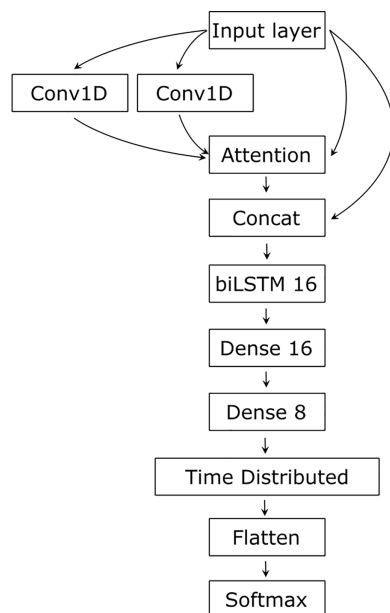 Input layer
Conv1D
Conv1D
Attention
Concat
biLSTM 16
Dense 16
Dense 8
Time Distributed
Flatten
Softmax